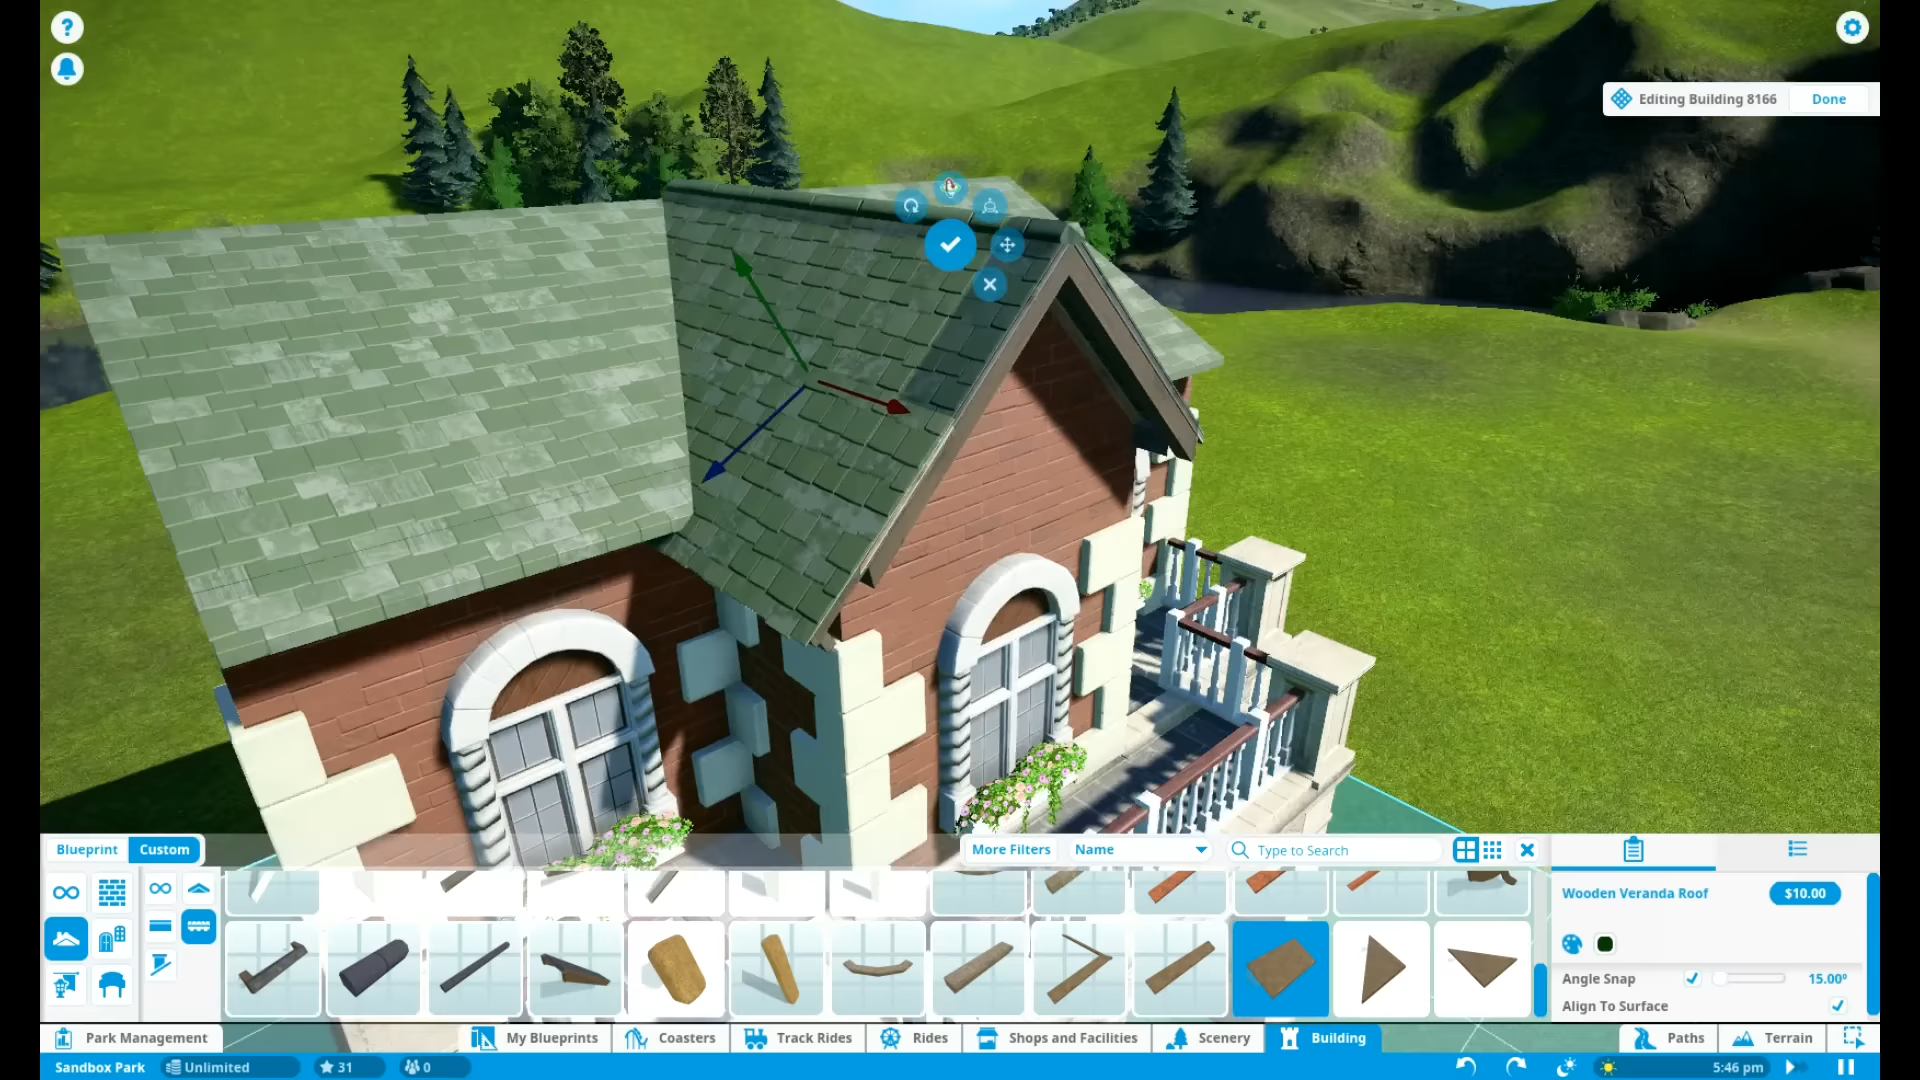 ?
Editing Building 8166
Done
Blueprint
Custom
More Filters
Name
Type to Search
Wooden Veranda Roof
$10.00
Angle Snap
15.00°
Align To Surface
Park Management
My Blueprints
Coasters
Track Rides
Rides
Shops and Facilities
Scenery
Building
Paths
Terrain
Sandbox Park
Unlimited
31
0
5:46 pm